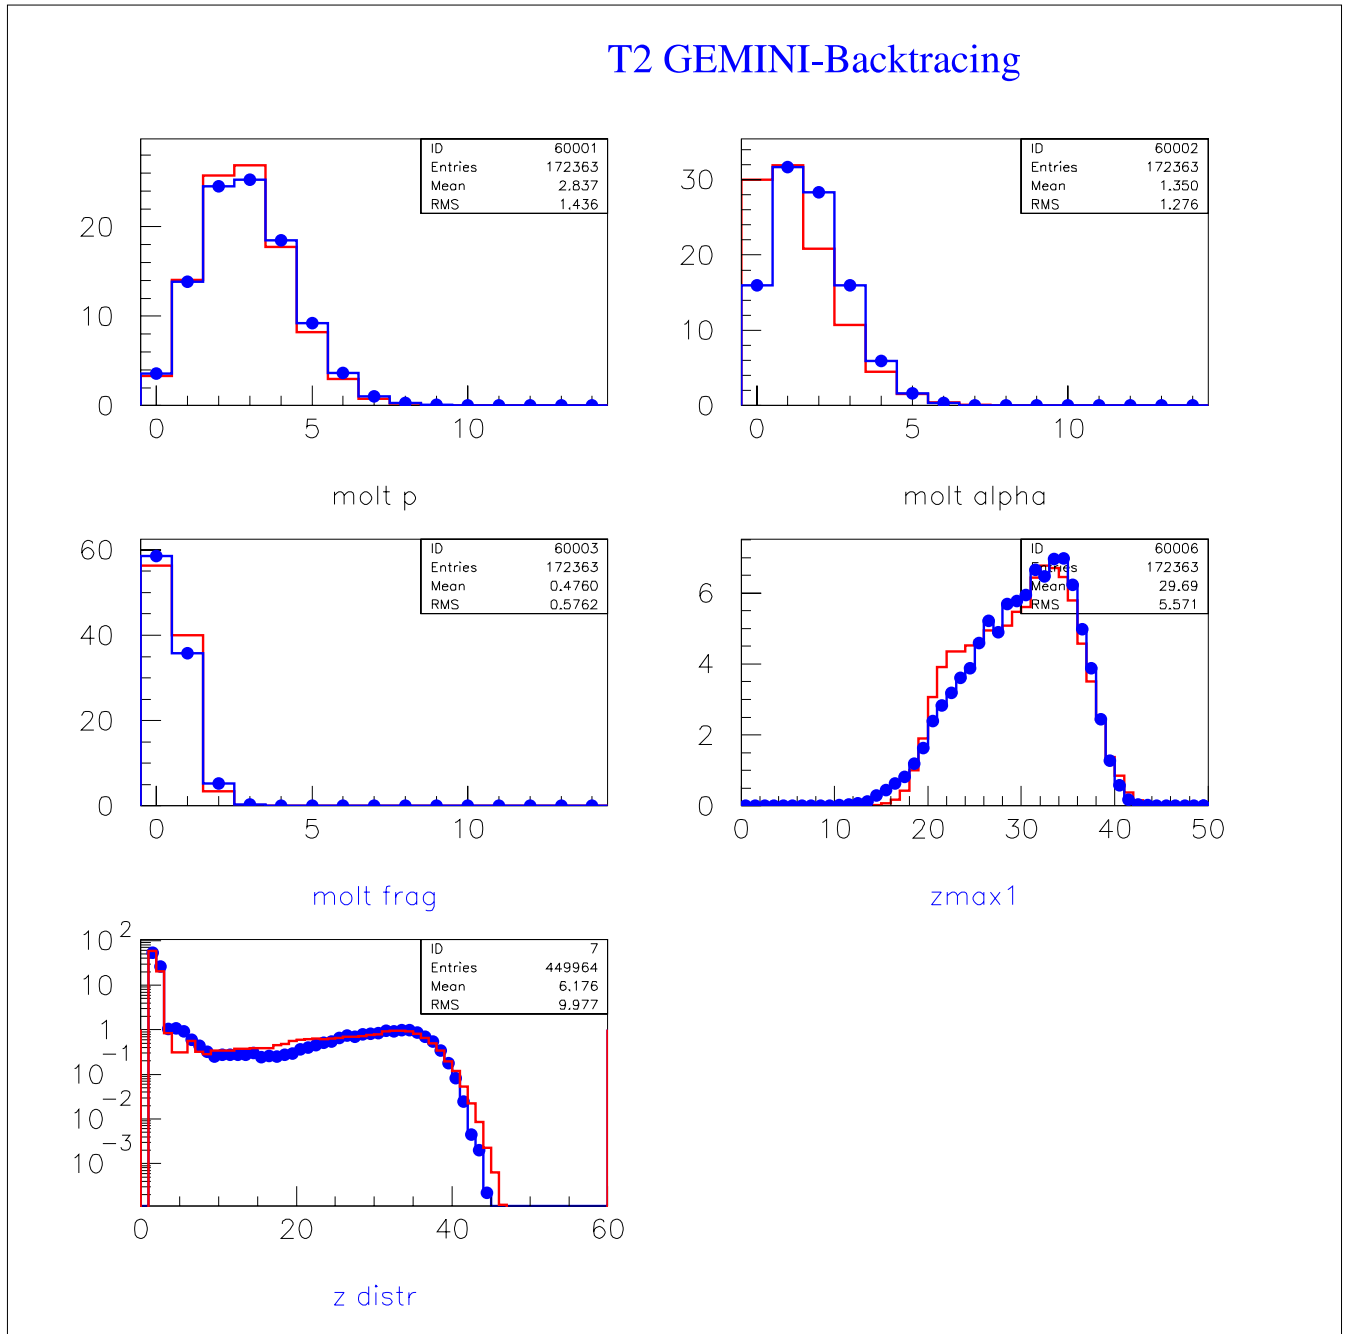 T2 GEMINI-Backtracing
ID 60001
Entries 172363
Mean 2.837
RMS 1.436
20
10
0
0 5 10
molt p
ID 60002
Entries 172363
Mean 1.350
RMS 1.276
30
20
10
0
0 5 10
molt alpha
ID 60003
Entries 172363
Mean 0.4760
RMS 0.5762
60
40
20
0
0 5 10
molt frag
ID 60006
Entries 172363
Mean 29.69
RMS 5.571
6
4
2
0
0 10 20 30 40 50
zmax1
ID 7
Entries 449964
Mean 6.176
RMS 9.977
10 2
10
1
10 -1
10 -2
10 -3
0 20 40 60
z distr